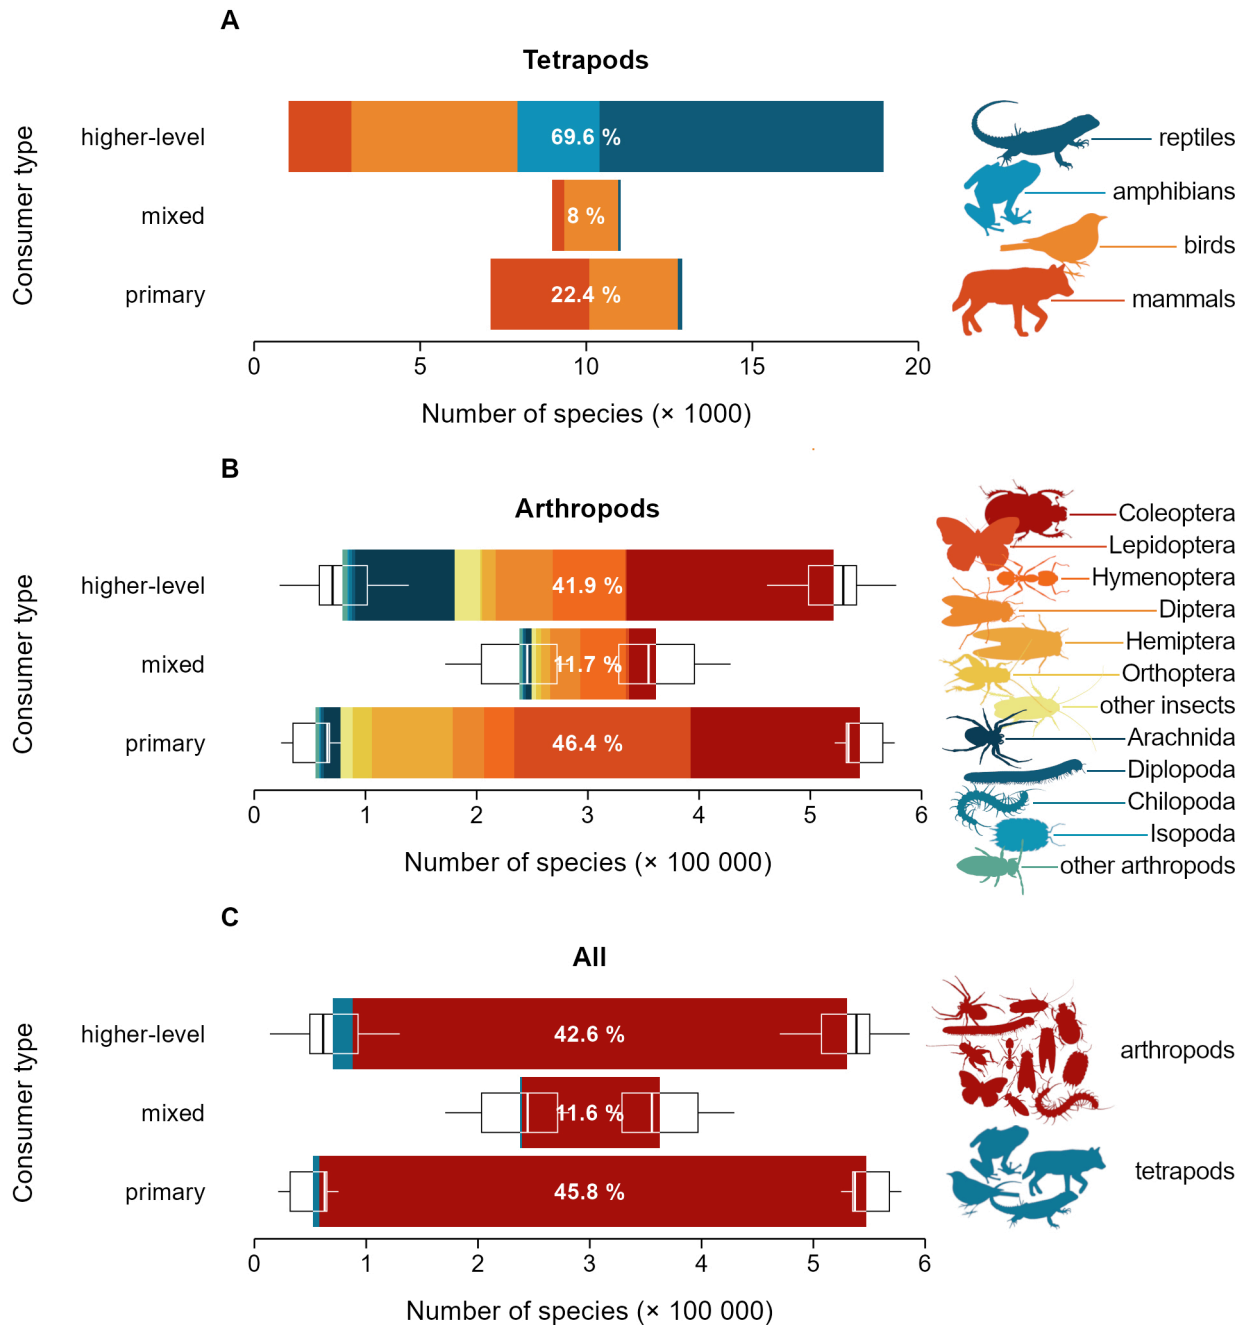 A
Tetrapods
Consumer type
higher-level
69.6 %
mixed
8 %
primary
22.4 %
0 5 10 15 20
Number of species (× 1000)
reptiles
amphibians
birds
mammals
B
Arthropods
Consumer type
higher-level
41.9 %
mixed
11.7 %
primary
46.4 %
0 1 2 3 4 5 6
Number of species (× 100 000)
Coleoptera
Lepidoptera
Hymenoptera
Diptera
Hemiptera
Orthoptera
other insects
Arachnida
Diplopoda
Chilopoda
Isopoda
other arthropods
C
All
Consumer type
higher-level
42.6 %
mixed
11.6 %
primary
45.8 %
0 1 2 3 4 5 6
Number of species (× 100 000)
arthropods
tetrapods